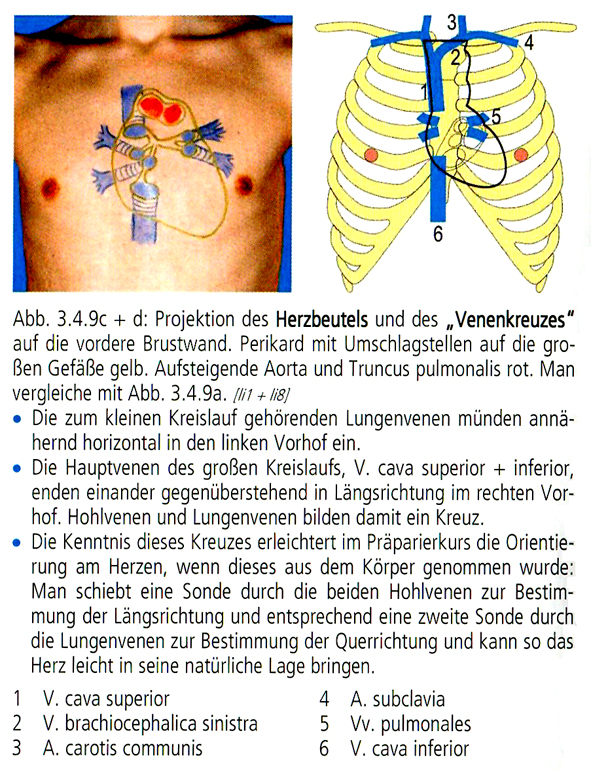 3
4
2
1
5
6
Abb. 3.4.9c + d: Projektion des Herzbeutels und des „Venenkreuzes“
auf die vordere Brustwand. Perikard mit Umschlagstellen auf die gro-
ßen Gefäße gelb. Aufsteigende Aorta und Truncus pulmonalis rot. Man
vergleiche mit Abb. 3.4.9a. [li1 + li8]
• Die zum kleinen Kreislauf gehörenden Lungenvenen münden annä-
hernd horizontal in den linken Vorhof ein.
• Die Hauptvenen des großen Kreislaufs, V. cava superior + inferior,
enden einander gegenüberstehend in Längsrichtung im rechten Vor-
hof. Hohlvenen und Lungenvenen bilden damit ein Kreuz.
• Die Kenntnis dieses Kreuzes erleichtert im Präparierkurs die Orientie-
rung am Herzen, wenn dieses aus dem Körper genommen wurde:
Man schiebt eine Sonde durch die beiden Hohlvenen zur Bestim-
mung der Längsrichtung und entsprechend eine zweite Sonde durch
die Lungenvenen zur Bestimmung der Querrichtung und kann so das
Herz leicht in seine natürliche Lage bringen.
1 V. cava superior
2 V. brachiocephalica sinistra
3 A. carotis communis
4 A. subclavia
5 Vv. pulmonales
6 V. cava inferior